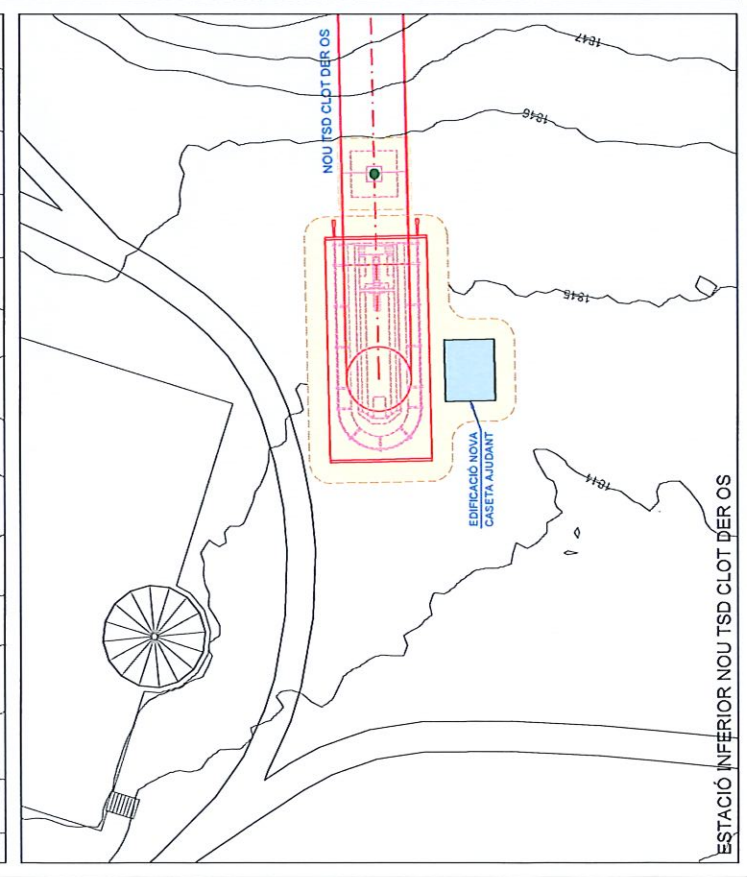 NOU TSD CLOT DER OS
1847
1846
1845
EDIFICACIÓ NOVA
CASETA AJUDANT
1844
ESTACIÓ INFERIOR NOU TSD CLOT DER OS